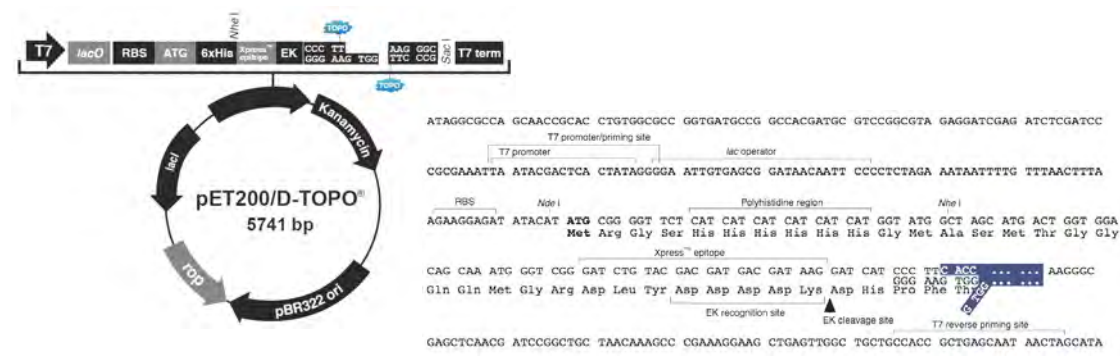 TOPO
Nhe I
T7 lacO RBS ATG 6xHis Xpress™ epitope EK CCC TT AAG GGC Sac I T7 term
GGG AAG TGG TTC CCG
TOPO
Kanamycin
lacI
pET200/D-TOPO®
5741 bp
rop
pBR322 ori
ATAGGCGCCA GCAACCGCAC CTGTGGCGCC GGTGATGCCG GCCACGATGC GTCCGGCGTA GAGGATCGAG ATCTCGATCC
T7 promoter/priming site
T7 promoter lac operator
CGCGAAATTA ATACGACTCA CTATAGGGGA ATTGTGAGCG GATAACAATT CCCCTCTAGA AATAATTTTG TTTAACTTTA
RBS Nde I Polyhistidine region Nhe I
AGAAGGAGAT ATACAT ATG CGG GGT TCT CAT CAT CAT CAT CAT CAT GGT ATG GCT AGC ATG ACT GGT GGA
Met Arg Gly Ser His His His His His His Gly Met Ala Ser Met Thr Gly Gly
Xpress™ epitope
CAG CAA ATG GGT CGG GAT CTG TAC GAC GAT GAC GAT AAG GAT CAT CCC TTC ACC ... ... AAGGGC
GGG AAG TGG
Gln Gln Met Gly Arg Asp Leu Tyr Asp Asp Asp Asp Lys Asp His Pro Phe Thr
G TGG
EK recognition site EK cleavage site
T7 reverse priming site
GAGCTCAACG ATCCGGCTGC TAACAAAGCC CGAAAGGAAG CTGAGTTGGC TGCTGCCACC GCTGAGCAAT AACTAGCATA